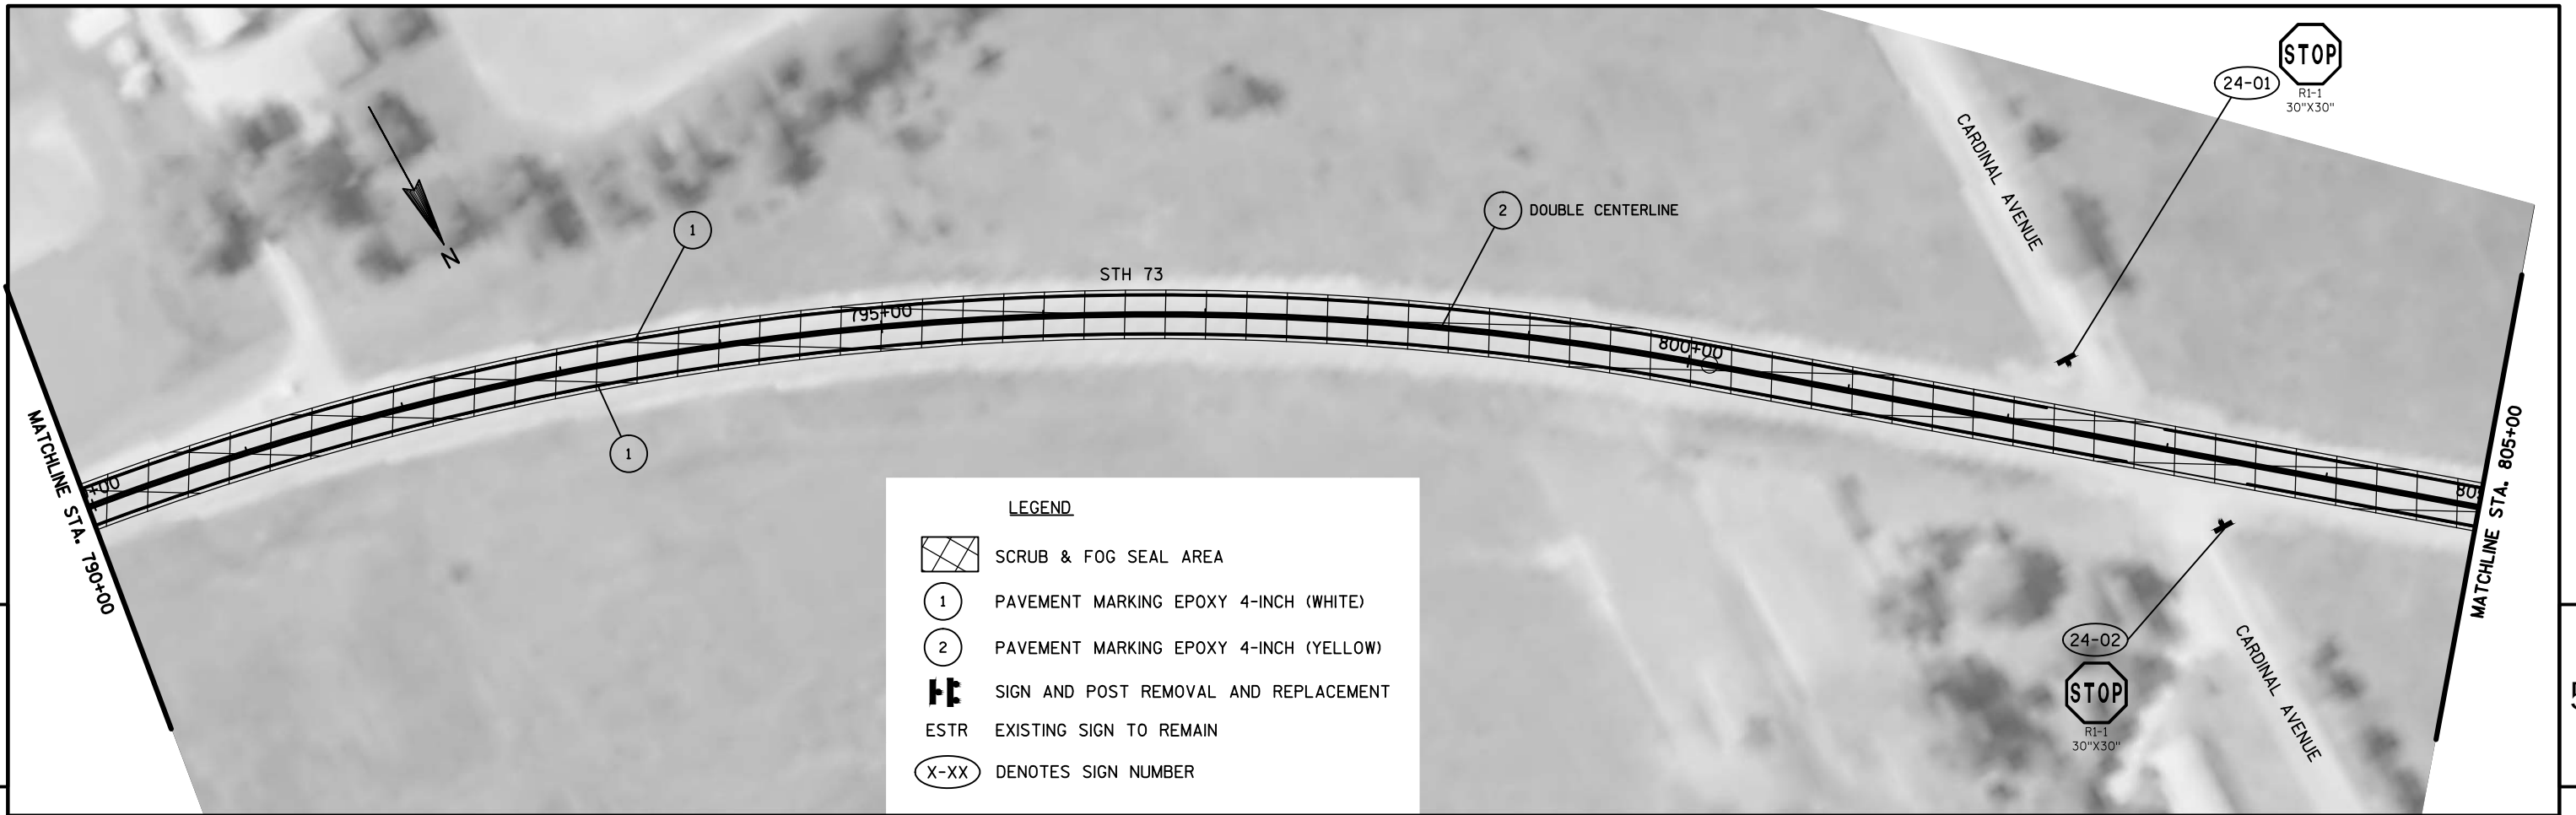 STOP
24-01
R1-1
30"X30"
CARDINAL AVENUE
2 DOUBLE CENTERLINE
1
N
STH 73
795+00
800+00
+00
805
1
MATCHLINE STA. 790+00
MATCHLINE STA. 805+00
LEGEND
SCRUB & FOG SEAL AREA
1 PAVEMENT MARKING EPOXY 4-INCH (WHITE)
2 PAVEMENT MARKING EPOXY 4-INCH (YELLOW)
SIGN AND POST REMOVAL AND REPLACEMENT
ESTR EXISTING SIGN TO REMAIN
X-XX DENOTES SIGN NUMBER
24-02
STOP
R1-1
30"X30"
CARDINAL AVENUE